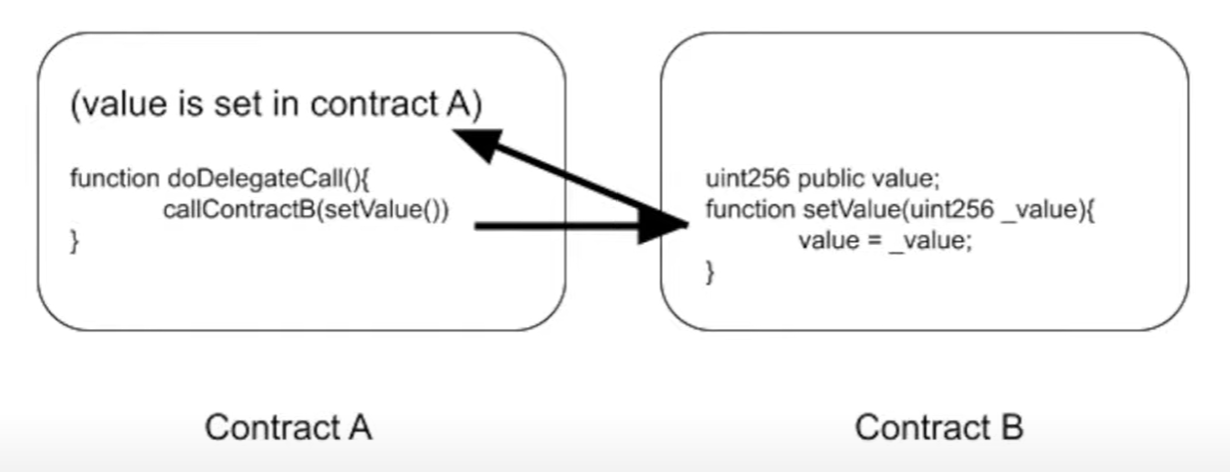 (value is set in contract A)
function doDelegateCall(){
callContractB(setValue())
}
uint256 public value;
function setValue(uint256 _value){
value = _value;
}
Contract A
Contract B